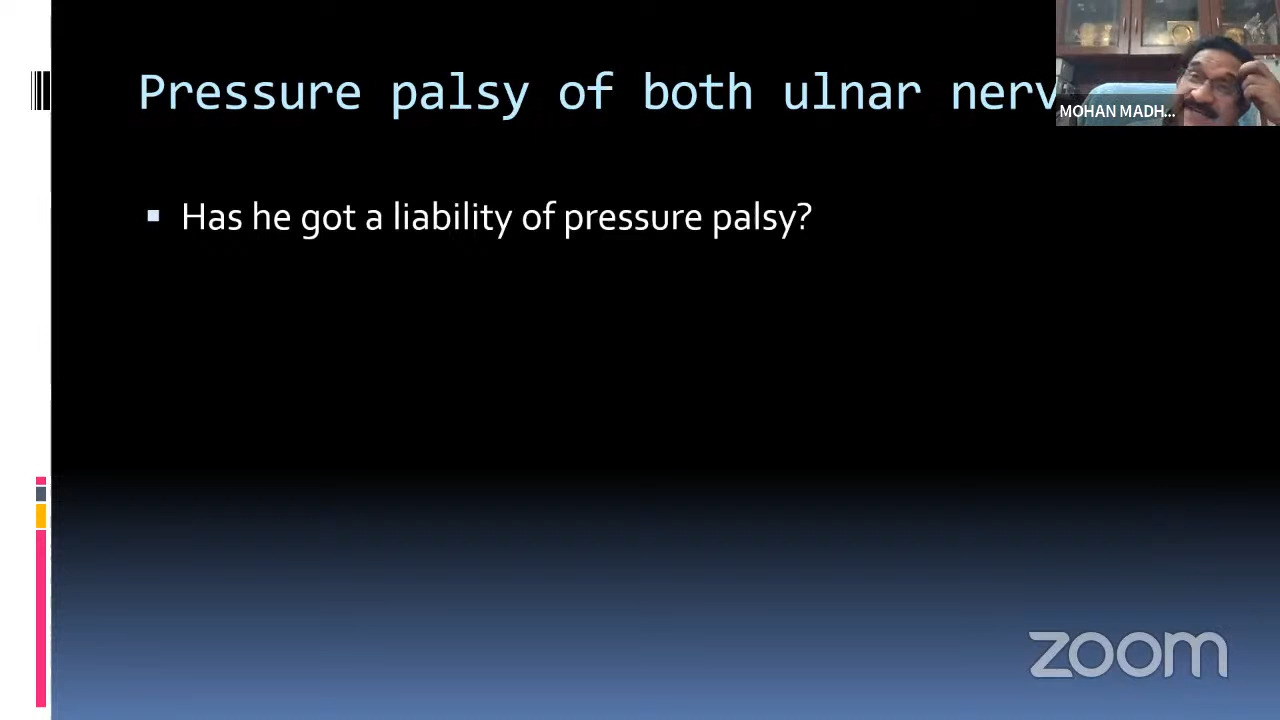 Pressure palsy of both ulnar nerv
MOHAN MADH...
Has he got a liability of pressure palsy?
zoom